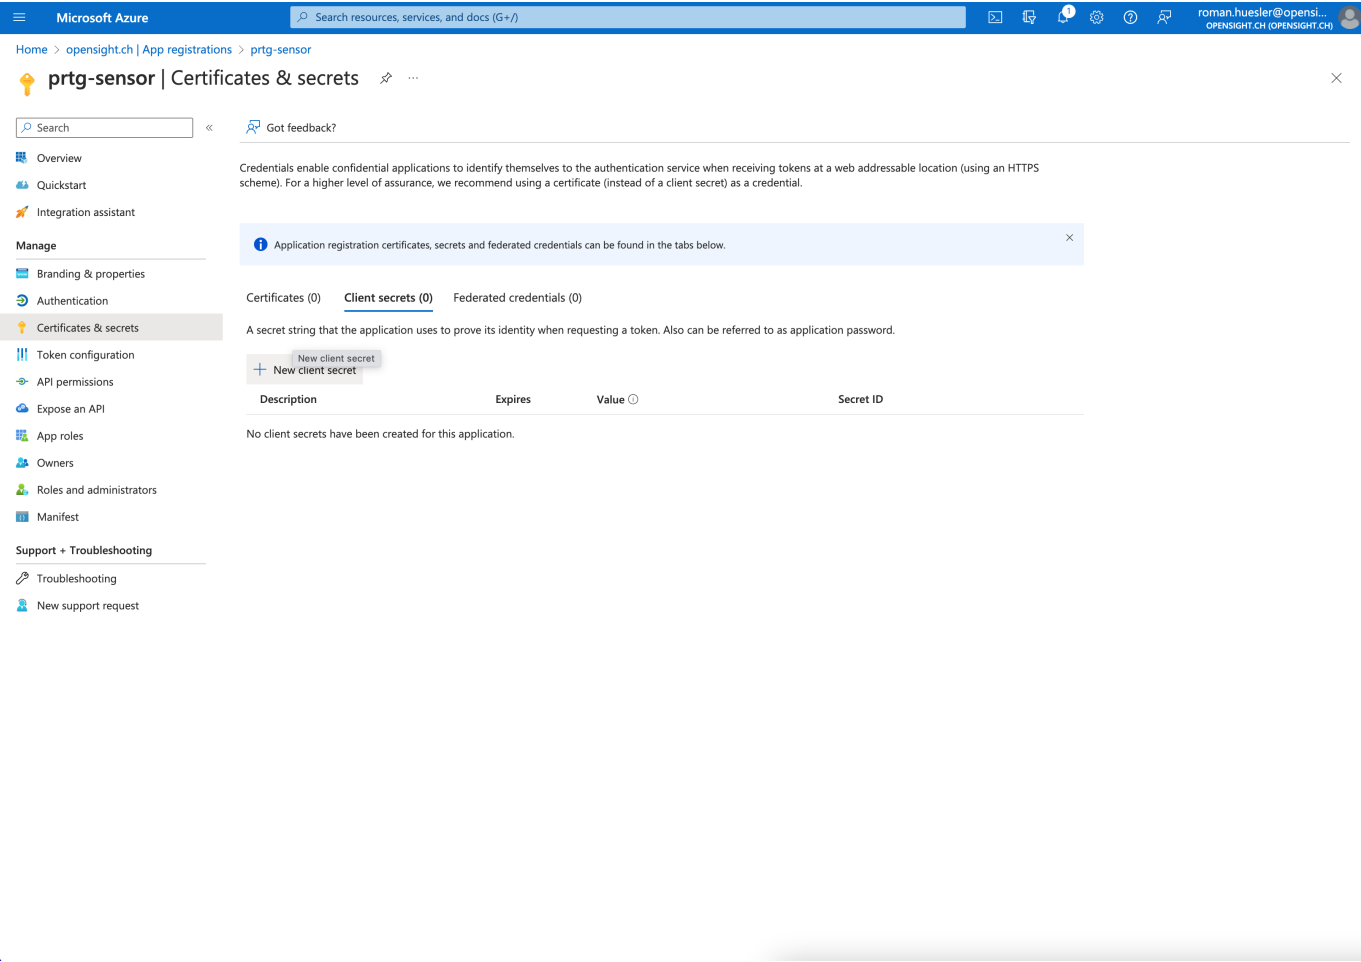 Microsoft Azure
Search resources, services, and docs (G+/)
1
roman.huesler@opensi...
OPENSIGHT.CH (OPENSIGHT.CH)
Home > opensight.ch | App registrations > prtg-sensor
prtg-sensor | Certificates & secrets
Search
Got feedback?
Overview
Quickstart
Integration assistant
Manage
Branding & properties
Authentication
Certificates & secrets
Token configuration
API permissions
Expose an API
App roles
Owners
Roles and administrators
Manifest
Support + Troubleshooting
Troubleshooting
New support request
Credentials enable confidential applications to identify themselves to the authentication service when receiving tokens at a web addressable location (using an HTTPS
scheme). For a higher level of assurance, we recommend using a certificate (instead of a client secret) as a credential.
Application registration certificates, secrets and federated credentials can be found in the tabs below.
Certificates (0) Client secrets (0) Federated credentials (0)
A secret string that the application uses to prove its identity when requesting a token. Also can be referred to as application password.
New client secret
New client secret
Description Expires Value Secret ID
No client secrets have been created for this application.